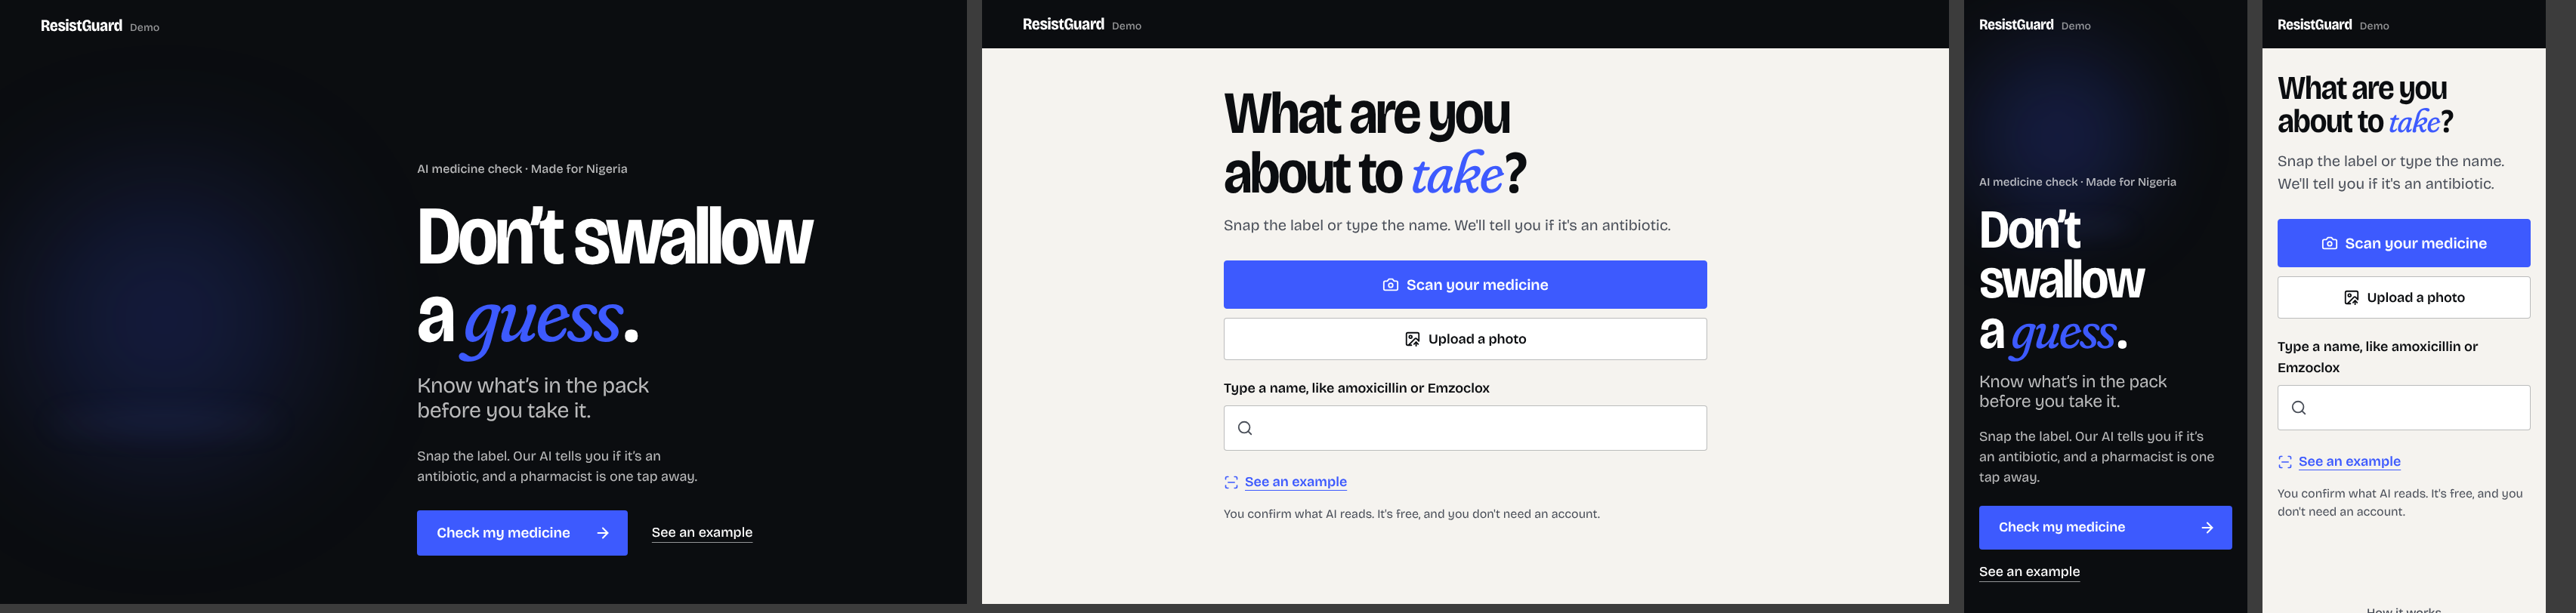 ResistGuard Demo
AI medicine check · Made for Nigeria
Don’t swallow
a guess.
Know what’s in the pack
before you take it.
Snap the label. Our AI tells you if it’s an
antibiotic, and a pharmacist is one tap away.
Check my medicine
See an example
ResistGuard Demo
What are you
about to take?
Snap the label or type the name. We'll tell you if it's an antibiotic.
Scan your medicine
Upload a photo
Type a name, like amoxicillin or Emzoclox
See an example
You confirm what AI reads. It's free, and you don't need an account.
ResistGuard Demo
AI medicine check · Made for Nigeria
Don’t
swallow
a guess.
Know what’s in the pack
before you take it.
Snap the label. Our AI tells you if it’s
an antibiotic, and a pharmacist is one
tap away.
Check my medicine
See an example
ResistGuard Demo
What are you
about to take?
Snap the label or type the name.
We'll tell you if it's an antibiotic.
Scan your medicine
Upload a photo
Type a name, like amoxicillin or
Emzoclox
See an example
You confirm what AI reads. It's free, and you
don't need an account.
How it works